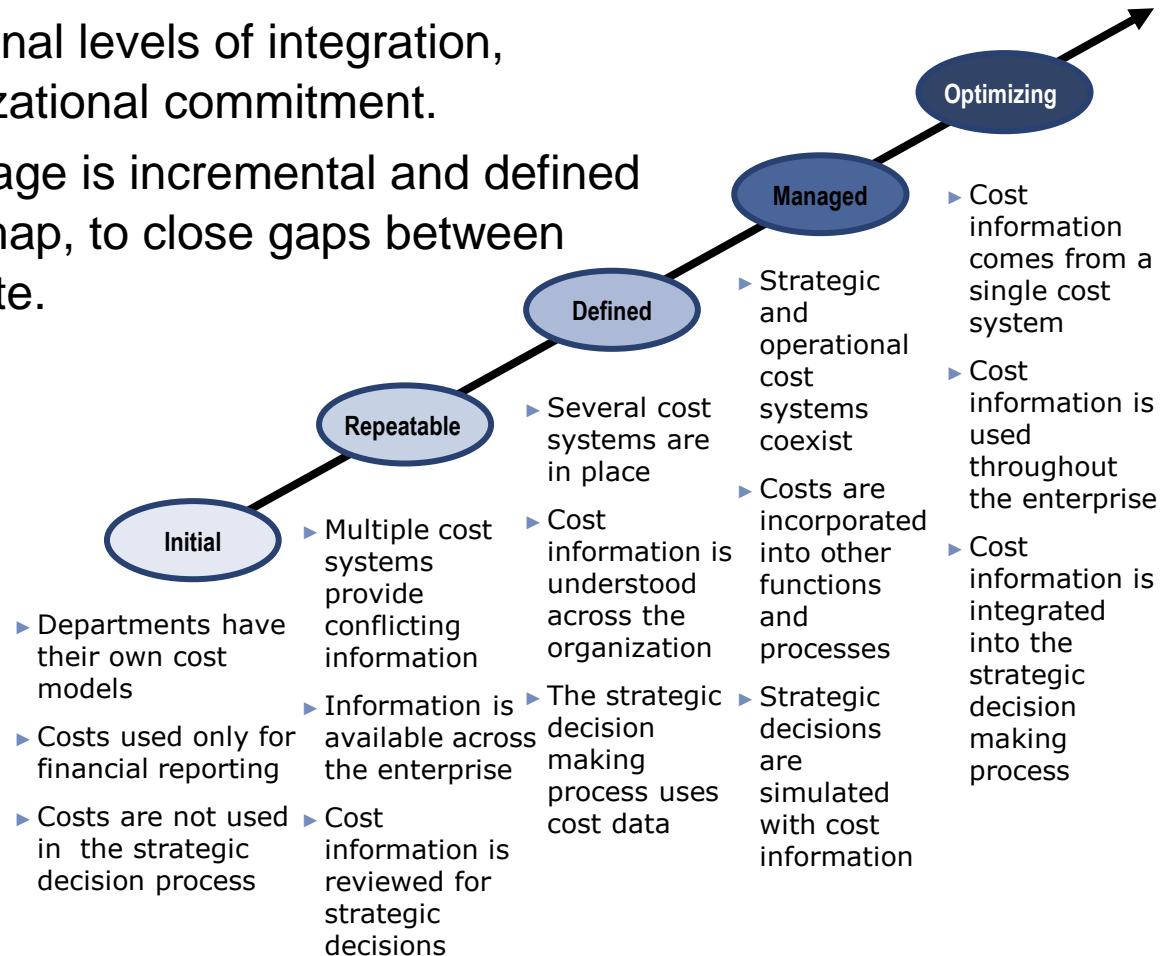 nal levels of integration,
zational commitment.
age is incremental and defined
map, to close gaps between
te.
Initial
► Departments have
their own cost
models
► Costs used only for
financial reporting
► Costs are not used
in the strategic
decision process
Repeatable
► Multiple cost
systems
provide
conflicting
information
► Information is
available across
the enterprise
► Cost
information is
reviewed for
strategic
decisions
Defined
► Several cost
systems are
in place
► Cost
information is
understood
across the
organization
► The strategic
decision
making
process uses
cost data
Managed
► Strategic
and
operational
cost
systems
coexist
► Costs are
incorporated
into other
functions
and
processes
► Strategic
decisions
are
simulated
with cost
information
Optimizing
► Cost
information
comes from a
single cost
system
► Cost
information is
used
throughout
the enterprise
► Cost
information is
integrated
into the
strategic
decision
making
process